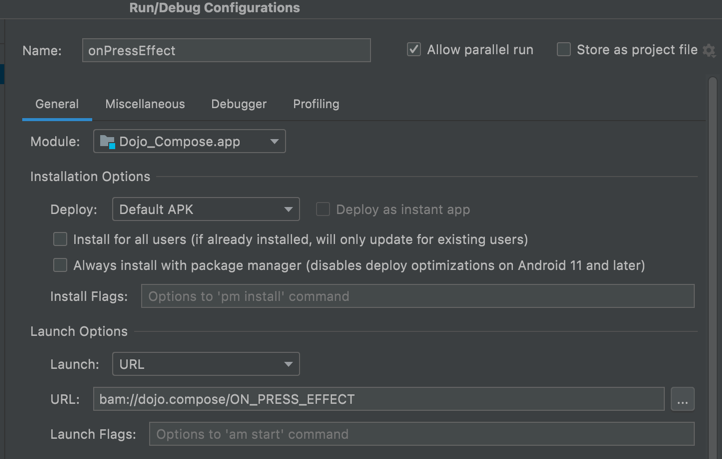 Run/Debug Configurations
Name: onPressEffect Allow parallel run Store as project file
General Miscellaneous Debugger Profiling
Module: Dojo_Compose.app
Installation Options
Deploy: Default APK Deploy as instant app
Install for all users (if already installed, will only update for existing users)
Always install with package manager (disables deploy optimizations on Android 11 and later)
Install Flags: Options to 'pm install' command
Launch Options
Launch: URL
URL: bam://dojo.compose/ON_PRESS_EFFECT ...
Launch Flags: Options to 'am start' command